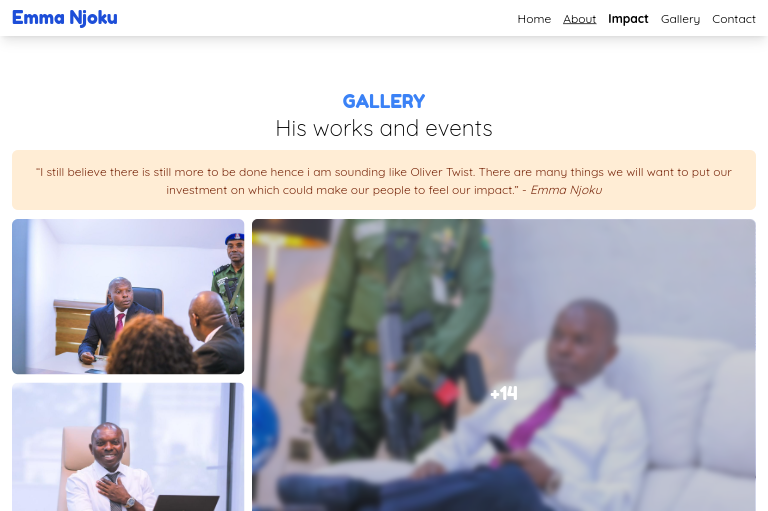 Emma Njoku
Home About Impact Gallery Contact
GALLERY
His works and events
“I still believe there is still more to be done hence i am sounding like Oliver Twist. There are many things we will want to put our
investment on which could make our people to feel our impact.” - Emma Njoku
+14